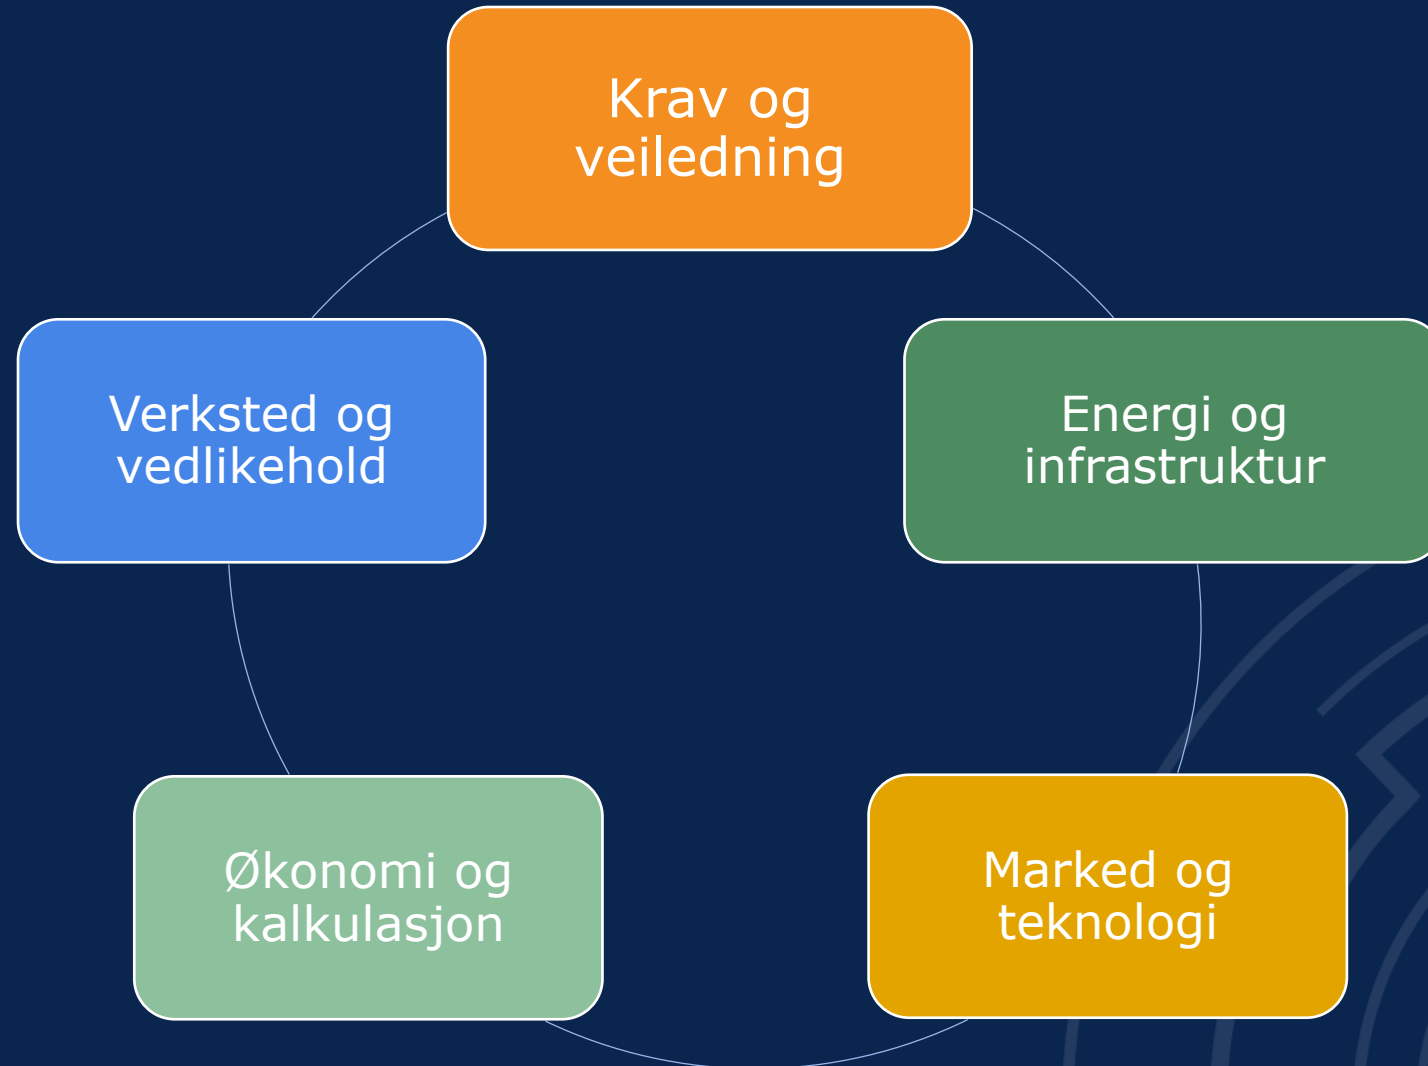 Krav og
veiledning
Verksted og
vedlikehold
Energi og
infrastruktur
Økonomi og
kalkulasjon
Marked og
teknologi